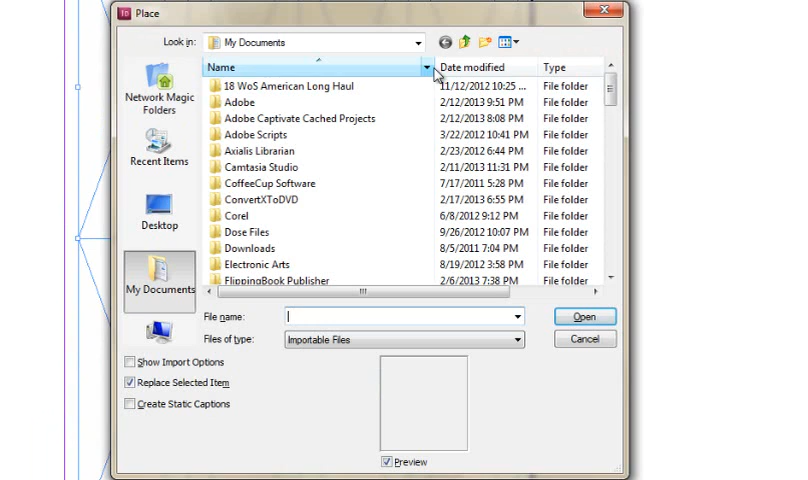 Id Place
Look in: My Documents
Name Date modified Type
18 WoS American Long Haul 11/12/2012 10:25 ... File folder
Adobe 2/12/2013 9:51 PM File folder
Adobe Captivate Cached Projects 2/12/2013 8:08 PM File folder
Adobe Scripts 3/22/2012 10:41 PM File folder
Axialis Librarian 2/23/2012 6:44 PM File folder
Camtasia Studio 2/11/2013 11:31 PM File folder
CoffeeCup Software 7/17/2011 5:28 PM File folder
ConvertXToDVD 2/17/2013 6:55 PM File folder
Corel 6/8/2012 9:12 PM File folder
Dose Files 9/26/2012 10:07 PM File folder
Downloads 8/5/2011 7:04 PM File folder
Electronic Arts 8/19/2012 3:58 PM File folder
FlippingBook Publisher 2/6/2013 7:38 PM File folder
Network Magic
Folders
Recent Items
Desktop
My Documents
File name: Open
Files of type: Importable Files Cancel
Show Import Options
Replace Selected Item
Create Static Captions
Preview